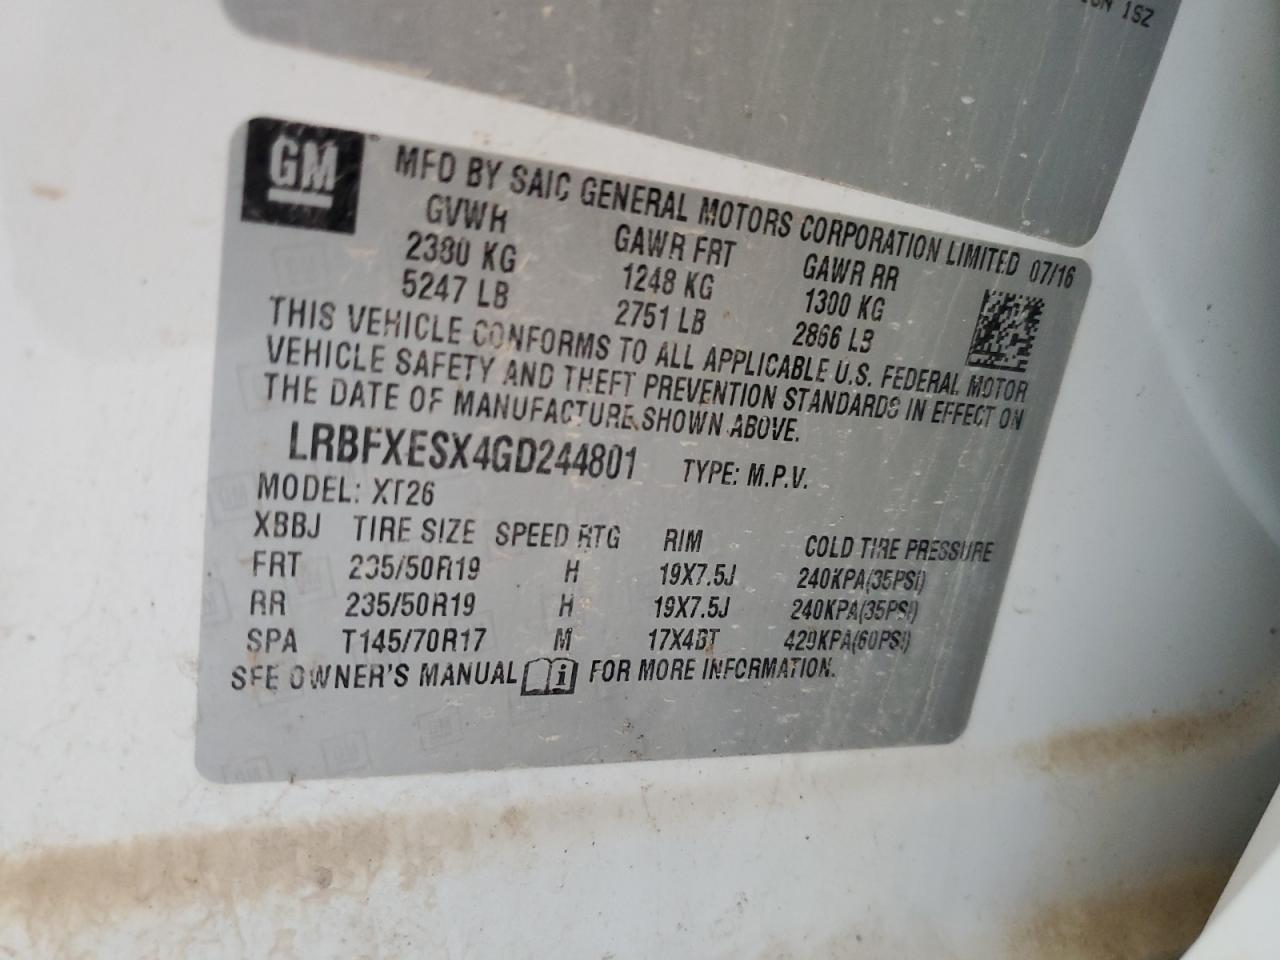 1SZ
GM
MFD BY SAIC GENERAL MOTORS CORPORATION LIMITED 07/16
GVWR GAWR FRT GAWR RR
2380 KG 1248 KG 1300 KG
5247 LB 2751 LB 2866 LB
THIS VEHICLE CONFORMS TO ALL APPLICABLE U.S. FEDERAL MOTOR
VEHICLE SAFETY AND THEFT PREVENTION STANDARDS IN EFFECT ON
THE DATE OF MANUFACTURE SHOWN ABOVE.
LRBFXESX4GD244801 TYPE: M.P.V.
MODEL: XT26
XBBJ TIRE SIZE SPEED RTG RIM COLD TIRE PRESSURE
FRT 235/50R19 H 19X7.5J 240KPA(35PSI)
RR 235/50R19 H 19X7.5J 240KPA(35PSI)
SPA T145/70R17 M 17X4BT 420KPA(60PSI)
SEE OWNER'S MANUAL i FOR MORE INFORMATION.